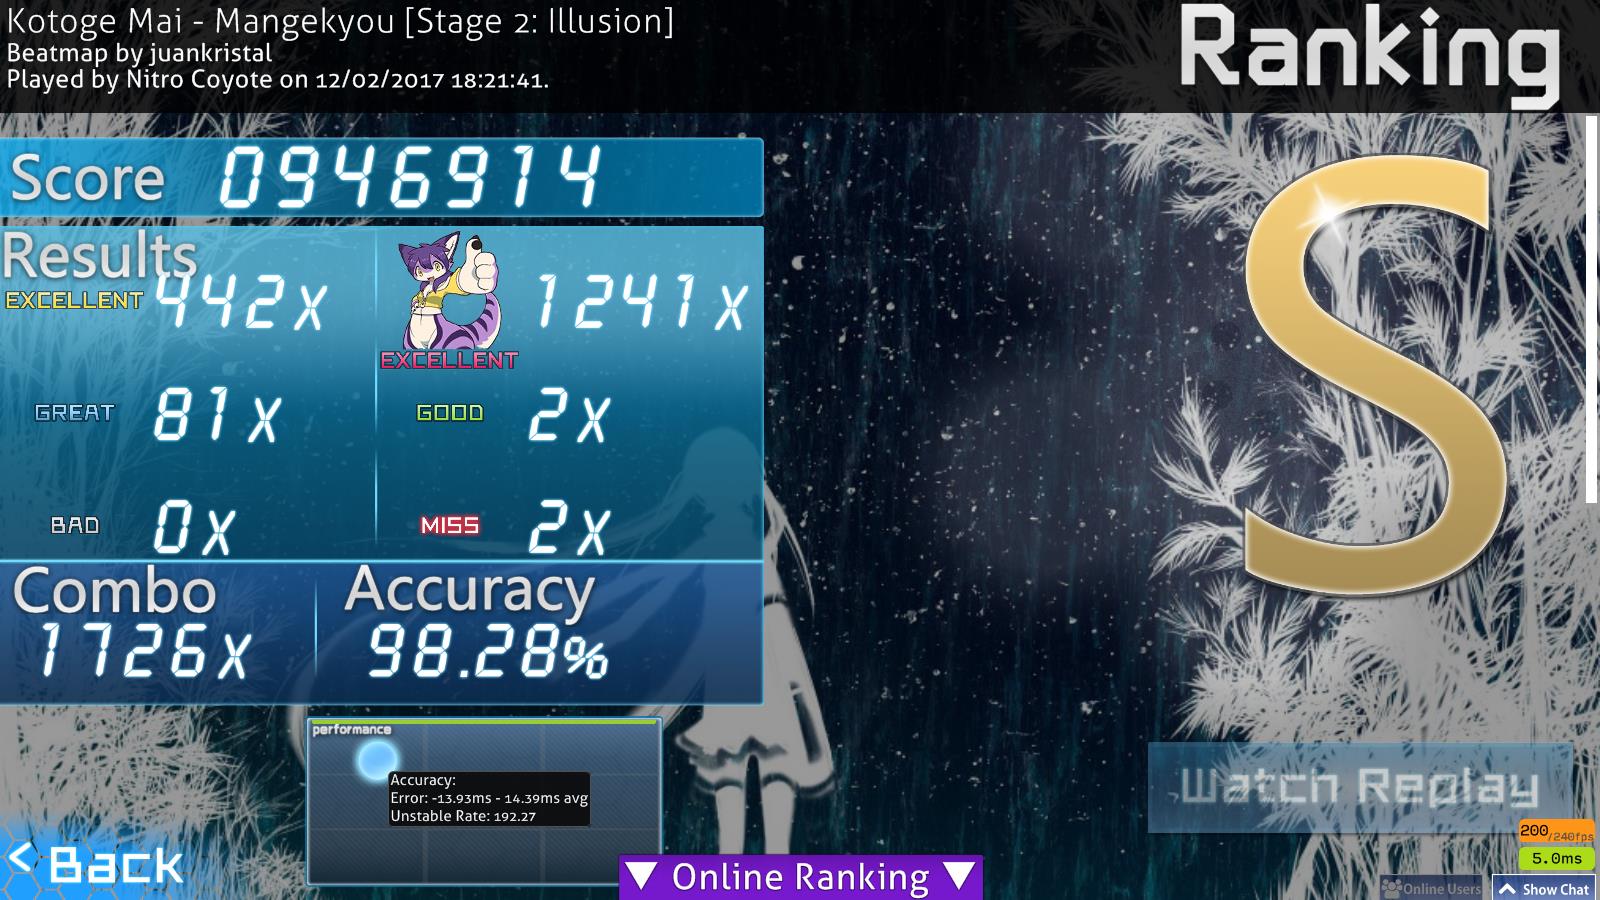 Kotoge Mai - Mangekyou [Stage 2: Illusion]
Beatmap by juankristal
Played by Nitro Coyote on 12/02/2017 18:21:41.
Ranking
Score 0946914
Results
EXCELLENT 442x
EXCELLENT 1241x
GREAT 81x
GOOD 2x
BAD 0x
MISS 2x
Combo
1726x
Accuracy
98.28%
S
performance
Accuracy:
Error: -13.93ms - 14.39ms avg
Unstable Rate: 192.27
Watch Replay
200/240fps
5.0ms
< Back
▼ Online Ranking ▼
Online Users
Show Chat